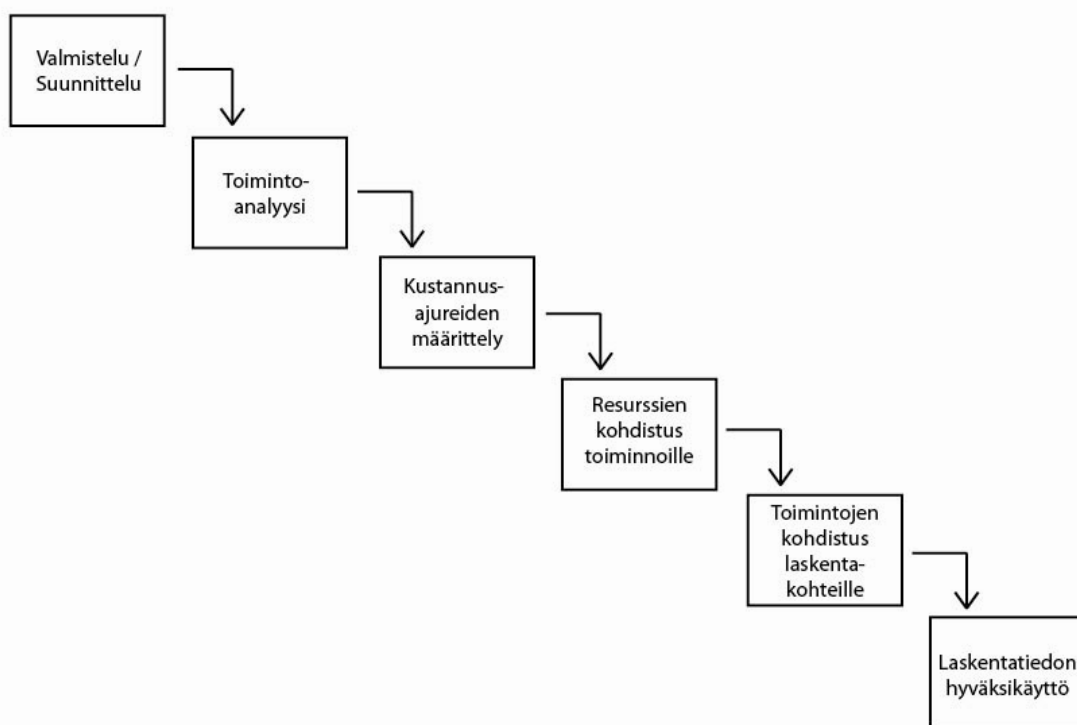 Valmistelu /
Suunnittelu
Toiminto-
analyysi
Kustannus-
ajureiden
määrittely
Resurssien
kohdistus
toiminnoille
Toimintojen
kohdistus
laskenta-
kohteille
Laskentatiedon
hyväksikäyttö